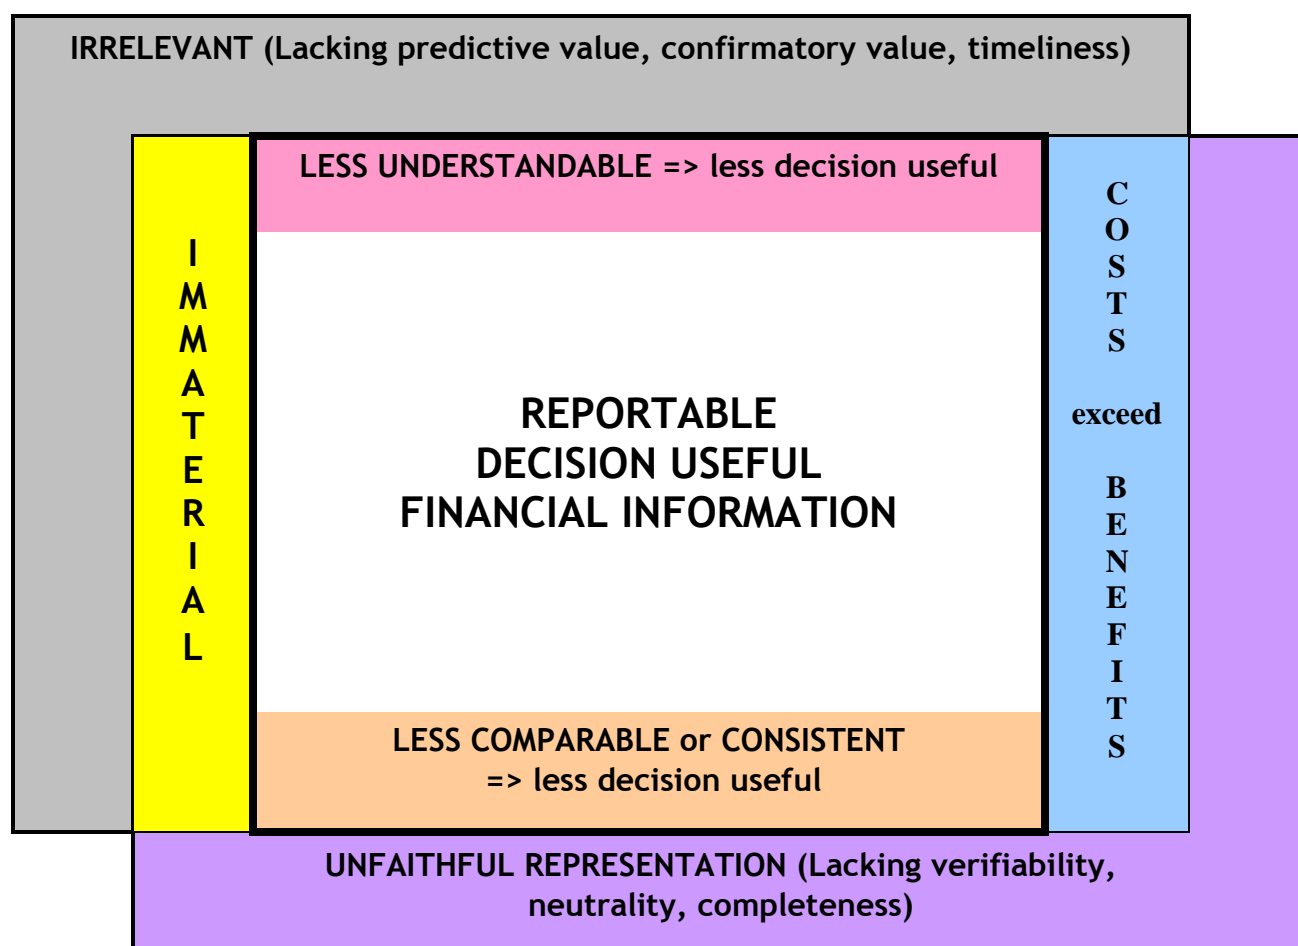 IRRELEVANT (Lacking predictive value, confirmatory value, timeliness)
LESS UNDERSTANDABLE => less decision useful
I
M
M
A
T
E
R
I
A
L
REPORTABLE
DECISION USEFUL
FINANCIAL INFORMATION
C
O
S
T
S
exceed
B
E
N
E
F
I
T
S
LESS COMPARABLE or CONSISTENT
=> less decision useful
UNFAITHFUL REPRESENTATION (Lacking verifiability,
neutrality, completeness)